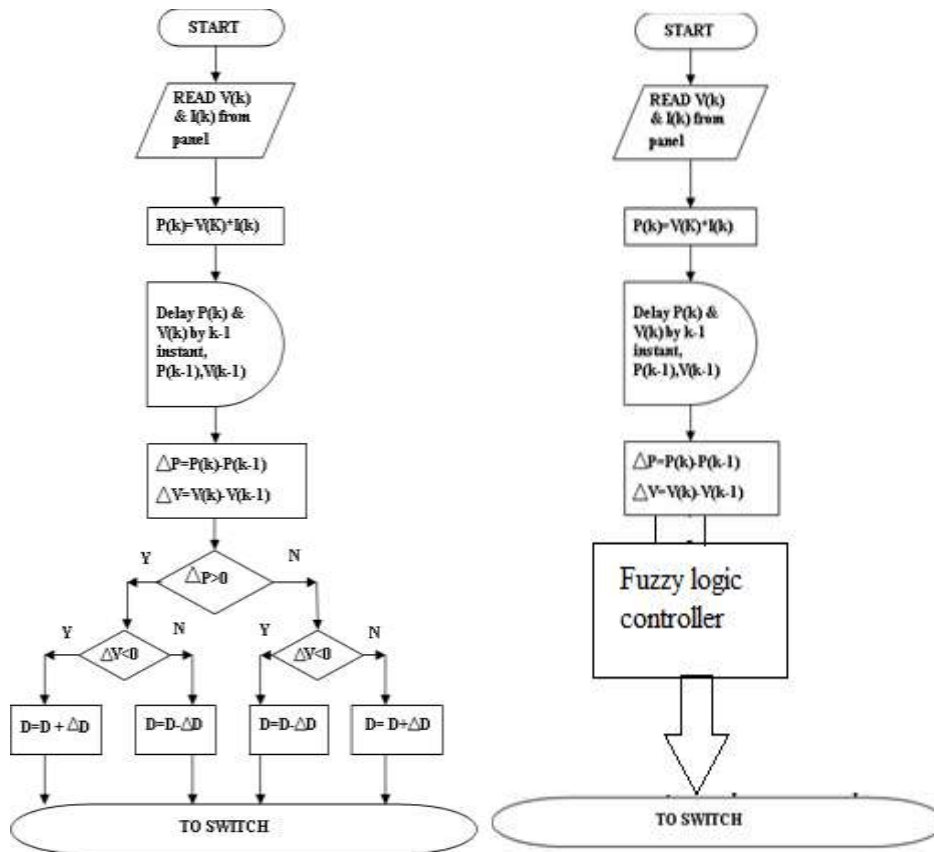 START
READ V(k)
& I(k) from
panel
P(k)=V(K)*I(k)
Delay P(k) &
V(k) by k-1
instant,
P(k-1),V(k-1)
△P=P(k)-P(k-1)
△V=V(k)-V(k-1)
Y
N
△P>0
Y
N
Y
N
△V<0
△V<0
D=D + △D
D=D-△D
D=D-△D
D= D+△D
TO SWITCH
START
READ V(k)
& I(k) from
panel
P(k)=V(K)*I(k)
Delay P(k) &
V(k) by k-1
instant,
P(k-1),V(k-1)
△P=P(k)-P(k-1)
△V=V(k)-V(k-1)
Fuzzy logic
controller
TO SWITCH